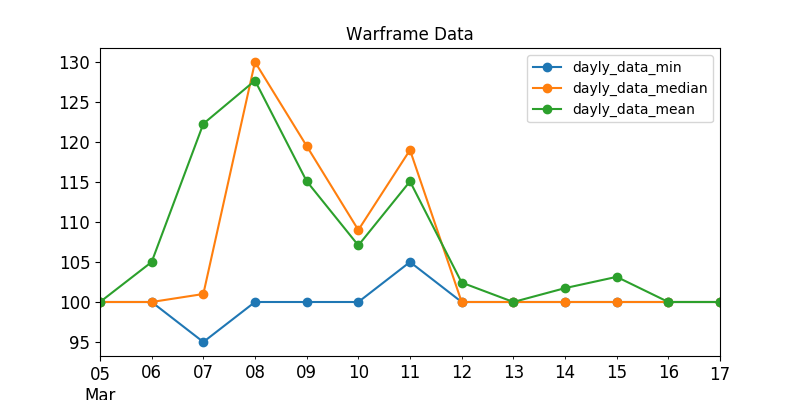 Warframe Data
dayly_data_min
dayly_data_median
dayly_data_mean
130
125
120
115
110
105
100
95
05 06 07 08 09 10 11 12 13 14 15 16 17
Mar